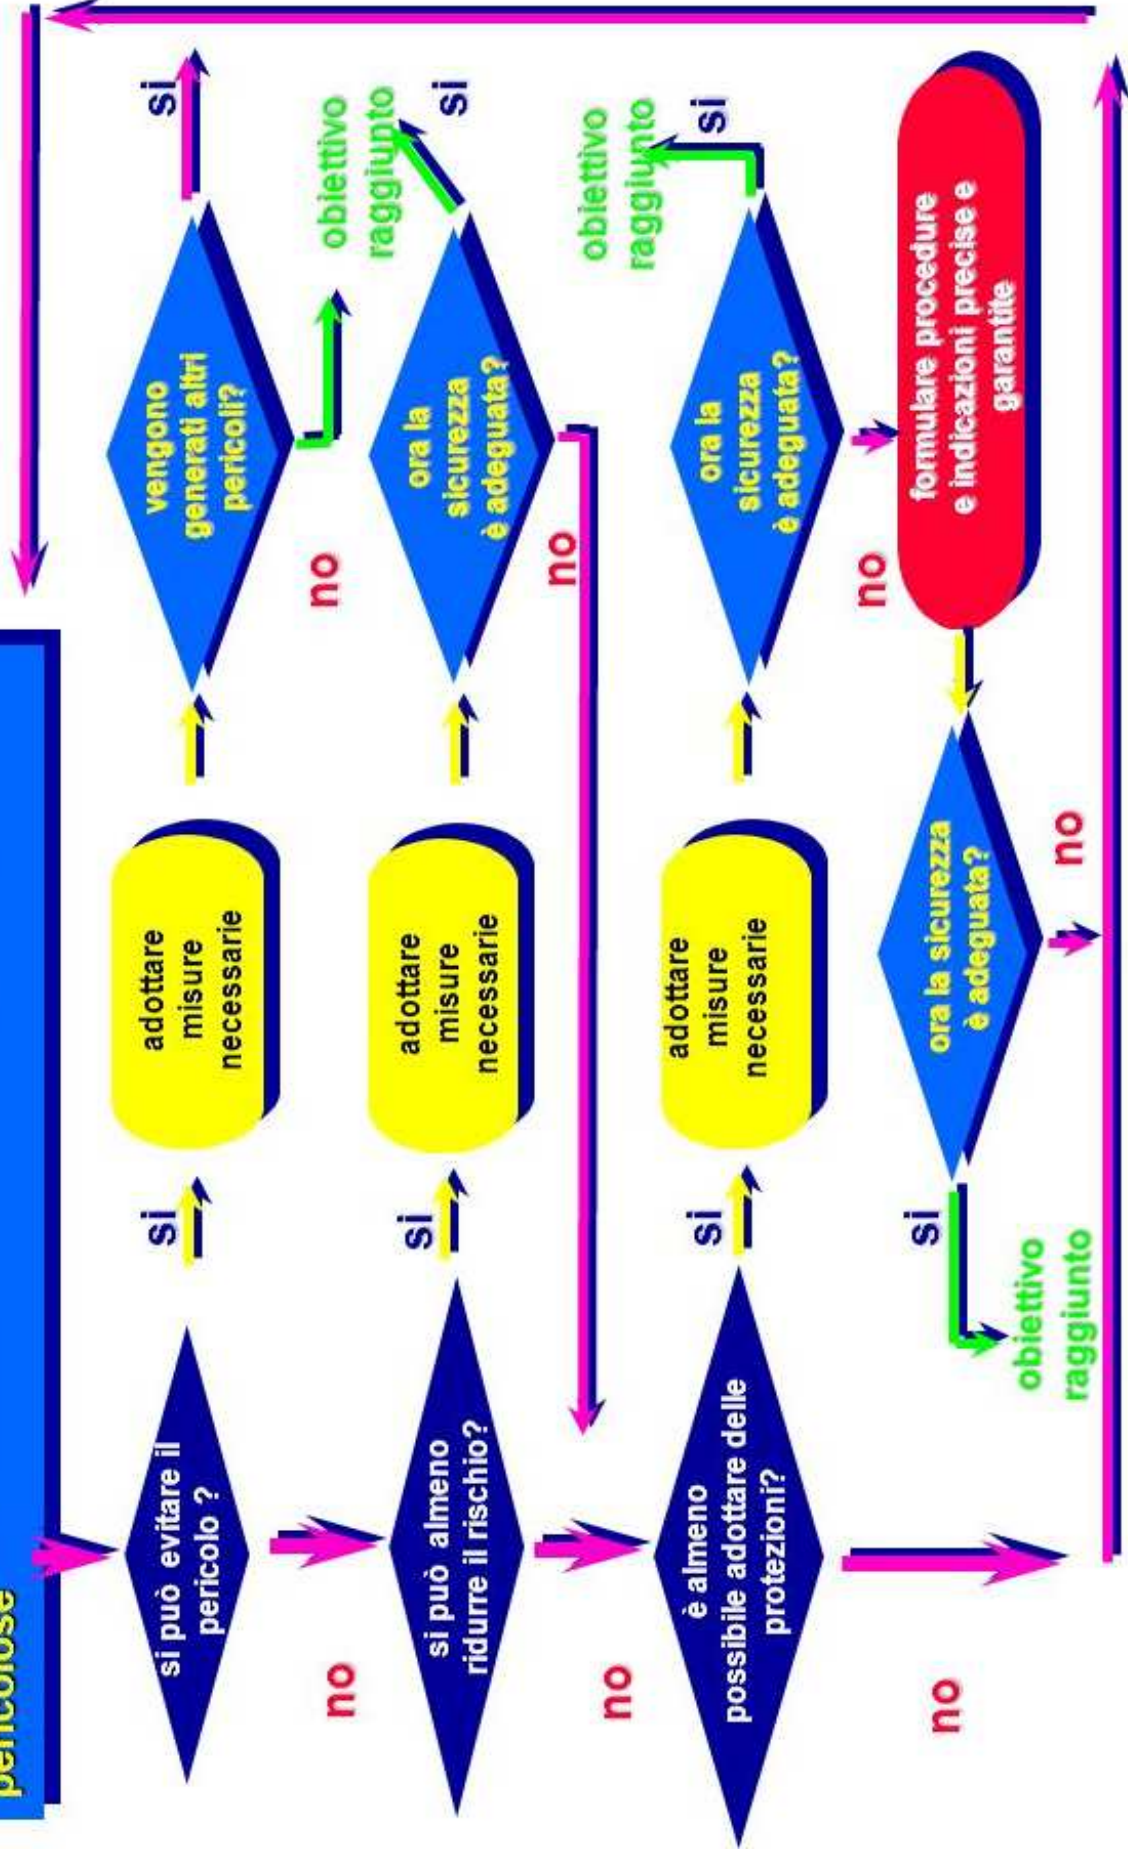 pericolose
si può evitare il
pericolo ?
si
adottare
misure
necessarie
vengono
generati altri
pericoli?
si
no
no
obiettivo
raggiunto
si può almeno
ridurre il rischio?
si
adottare
misure
necessarie
ora la
sicurezza
è adeguata?
si
no
no
è almeno
possibile adottare delle
protezioni?
si
adottare
misure
necessarie
ora la
sicurezza
è adeguata?
si
obiettivo
raggiunto
no
no
formulare procedure
e indicazioni precise e
garantite
ora la sicurezza
è adeguata?
si
obiettivo
raggiunto
no